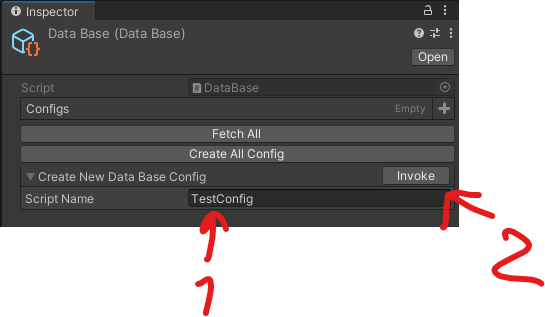 Inspector
Data Base (Data Base)
Open
Script
DataBase
Configs
Empty
Fetch All
Create All Config
Create New Data Base Config
Invoke
Script Name
TestConfig
1
2